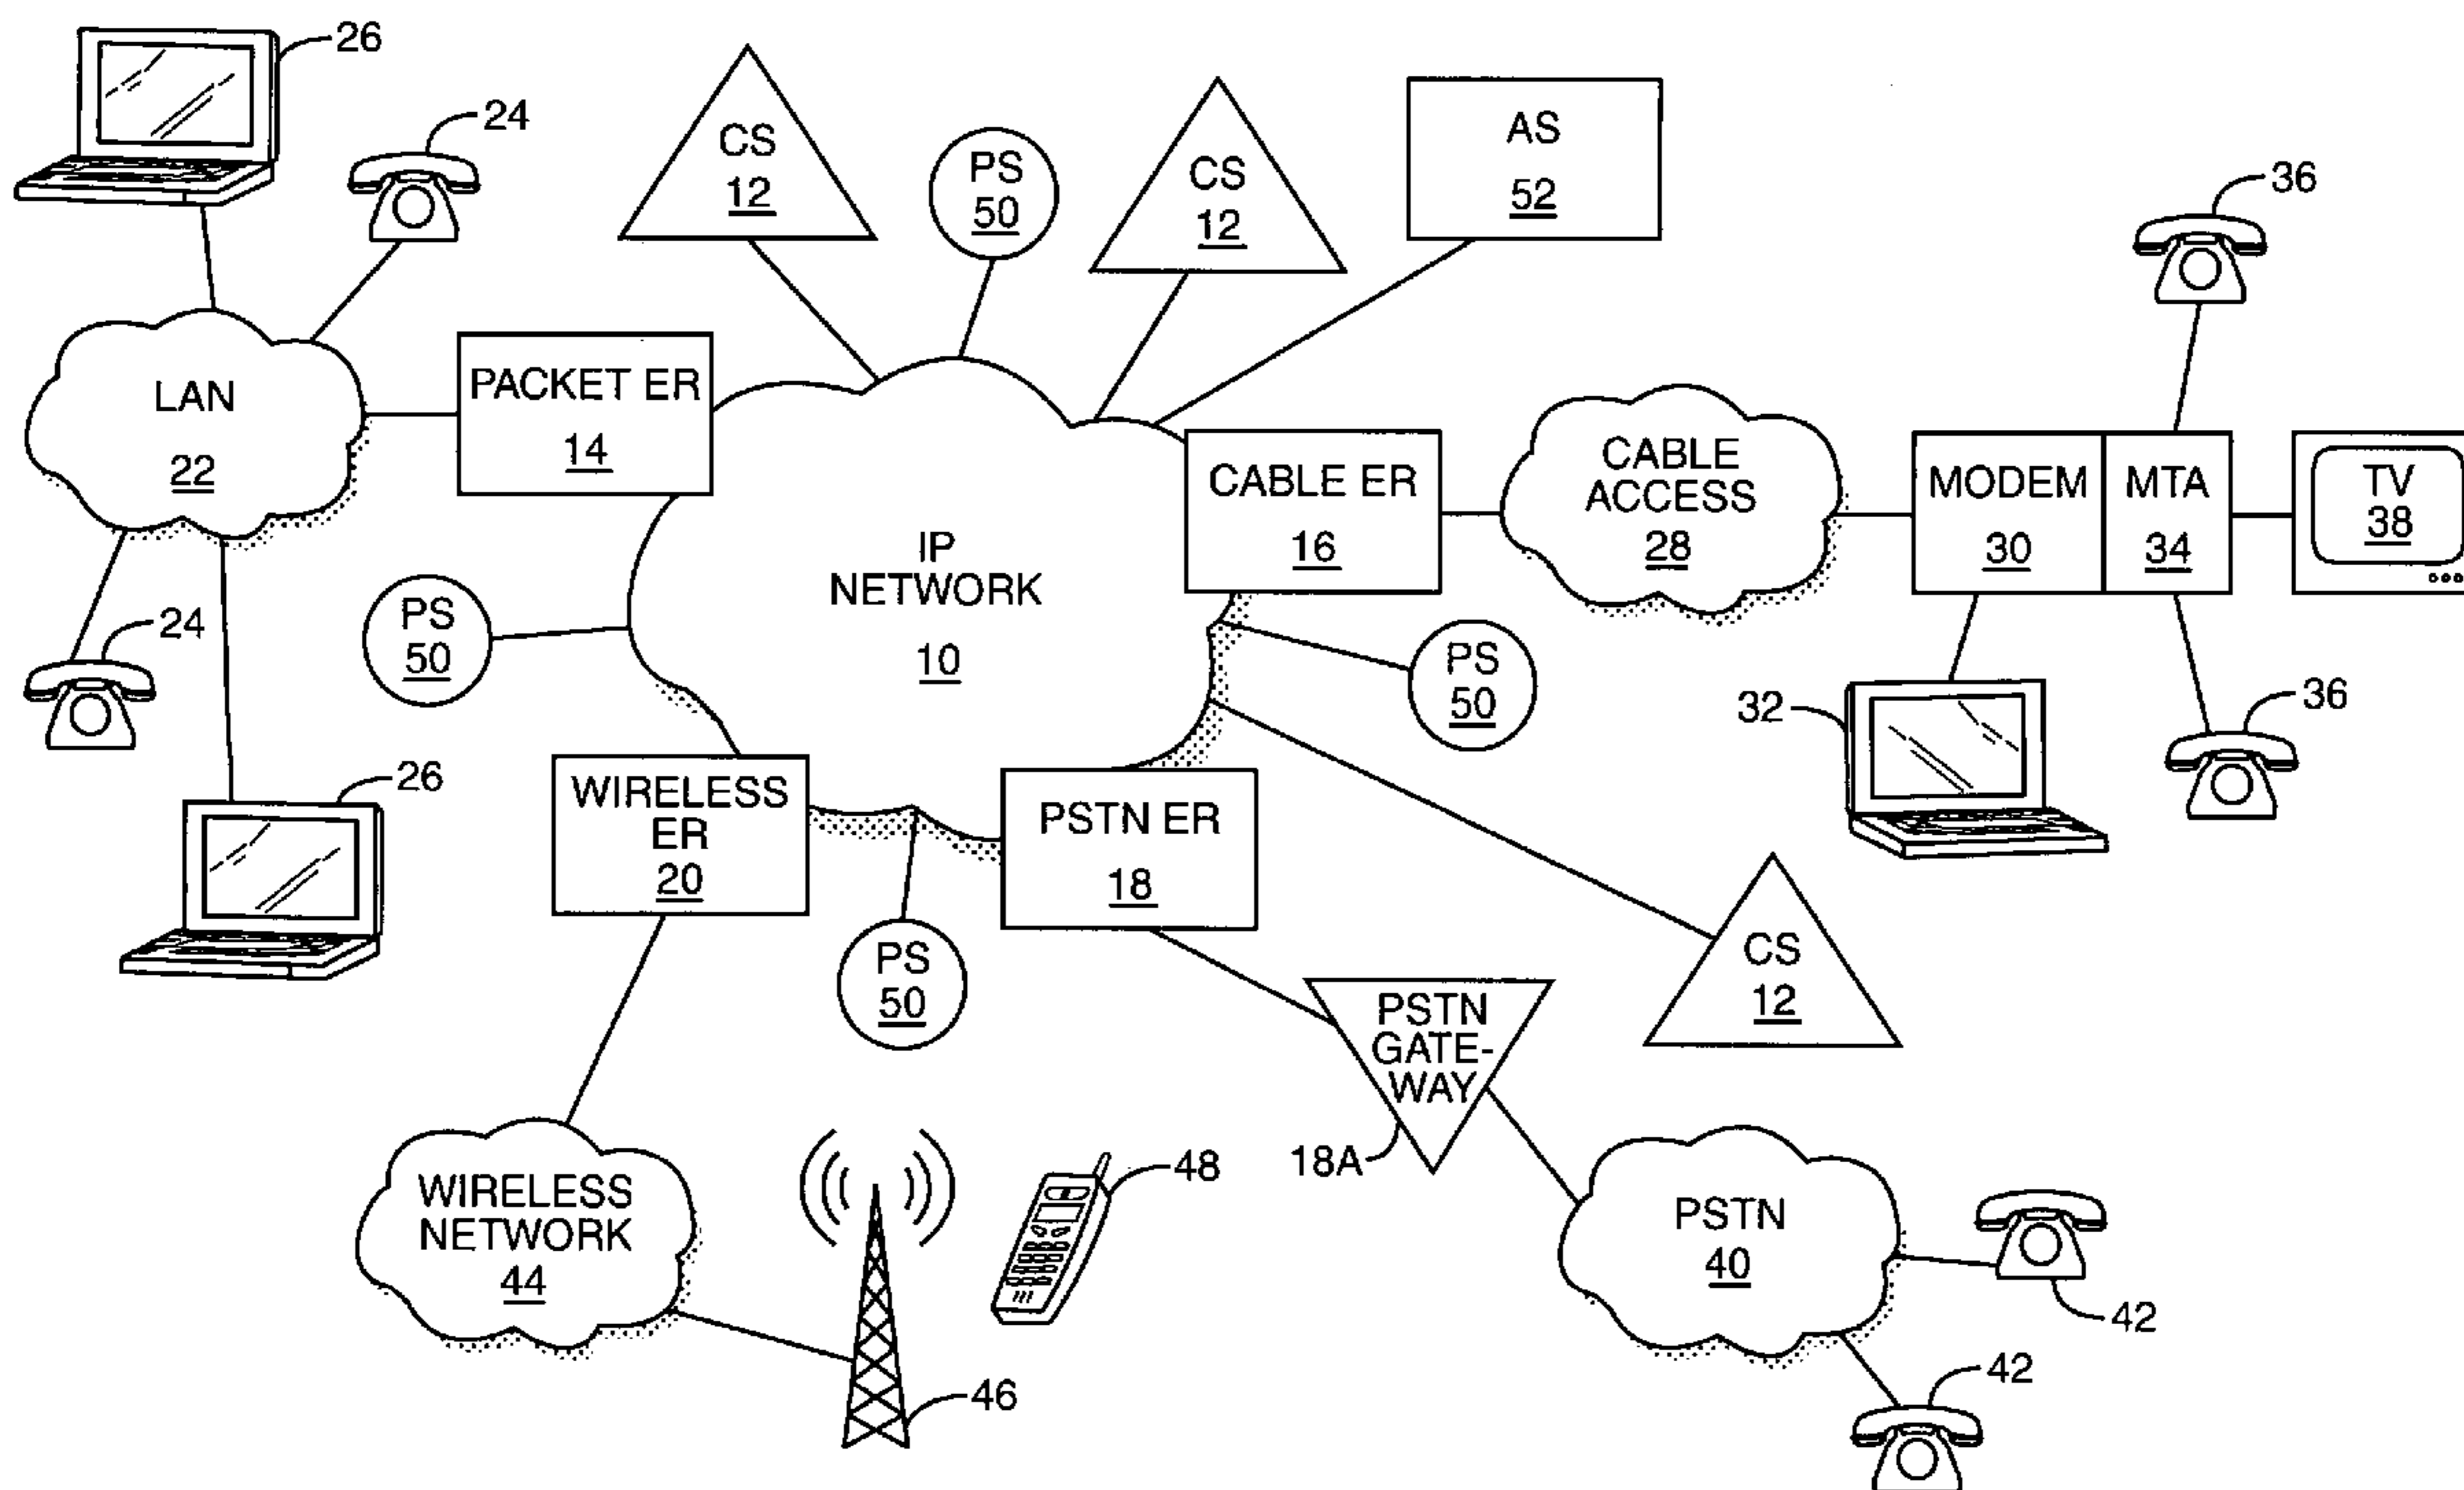 26
24
CS
12
PS
50
CS
12
AS
52
36
LAN
22
PACKET ER
14
CABLE ER
16
CABLE
ACCESS
28
MODEM
30
MTA
34
TV
38
IP
NETWORK
10
PS
50
24
PS
50
32
36
26
WIRELESS
ER
20
PSTN ER
18
PS
50
CS
12
PSTN
GATE-
WAY
18A
WIRELESS
NETWORK
44
48
46
PSTN
40
42
42